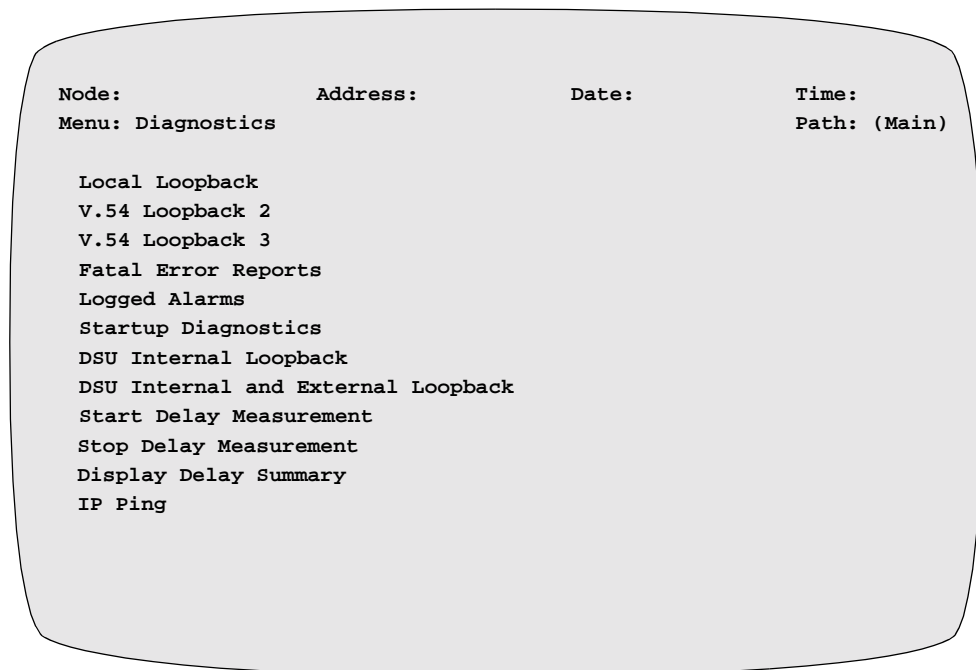 Node: Address: Date: Time:
Menu: Diagnostics Path: (Main)
Local Loopback
V.54 Loopback 2
V.54 Loopback 3
Fatal Error Reports
Logged Alarms
Startup Diagnostics
DSU Internal Loopback
DSU Internal and External Loopback
Start Delay Measurement
Stop Delay Measurement
Display Delay Summary
IP Ping